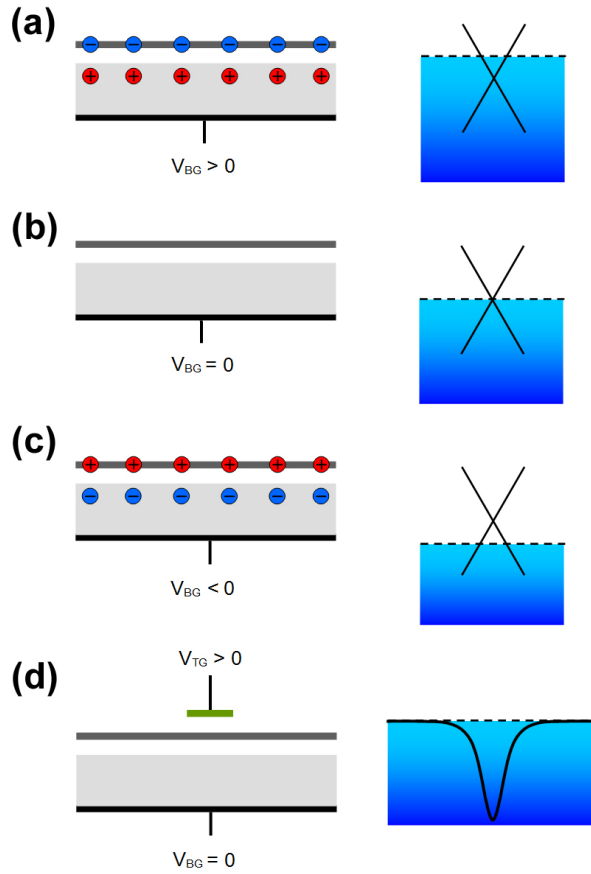 (a)
− − − − − −
+ + + + + +
V_BG > 0
(b)
V_BG = 0
(c)
+ + + + + +
− − − − − −
V_BG < 0
V_TG > 0
(d)
V_BG = 0